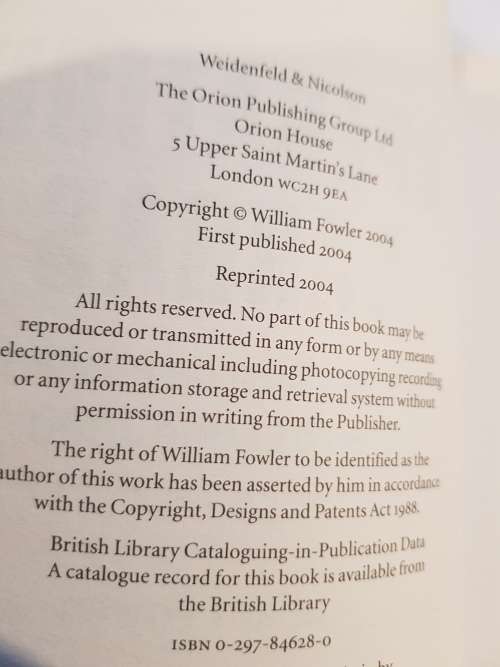 Weidenfeld & Nicolson
The Orion Publishing Group Ltd
Orion House
5 Upper Saint Martin's Lane
London WC2H 9EA
Copyright © William Fowler 2004
First published 2004
Reprinted 2004
All rights reserved. No part of this book may be
reproduced or transmitted in any form or by any means
electronic or mechanical including photocopying recording
or any information storage and retrieval system without
permission in writing from the Publisher.
The right of William Fowler to be identified as the
author of this work has been asserted by him in accordance
with the Copyright, Designs and Patents Act 1988.
British Library Cataloguing-in-Publication Data
A catalogue record for this book is available from
the British Library
ISBN 0-297-84628-0
by